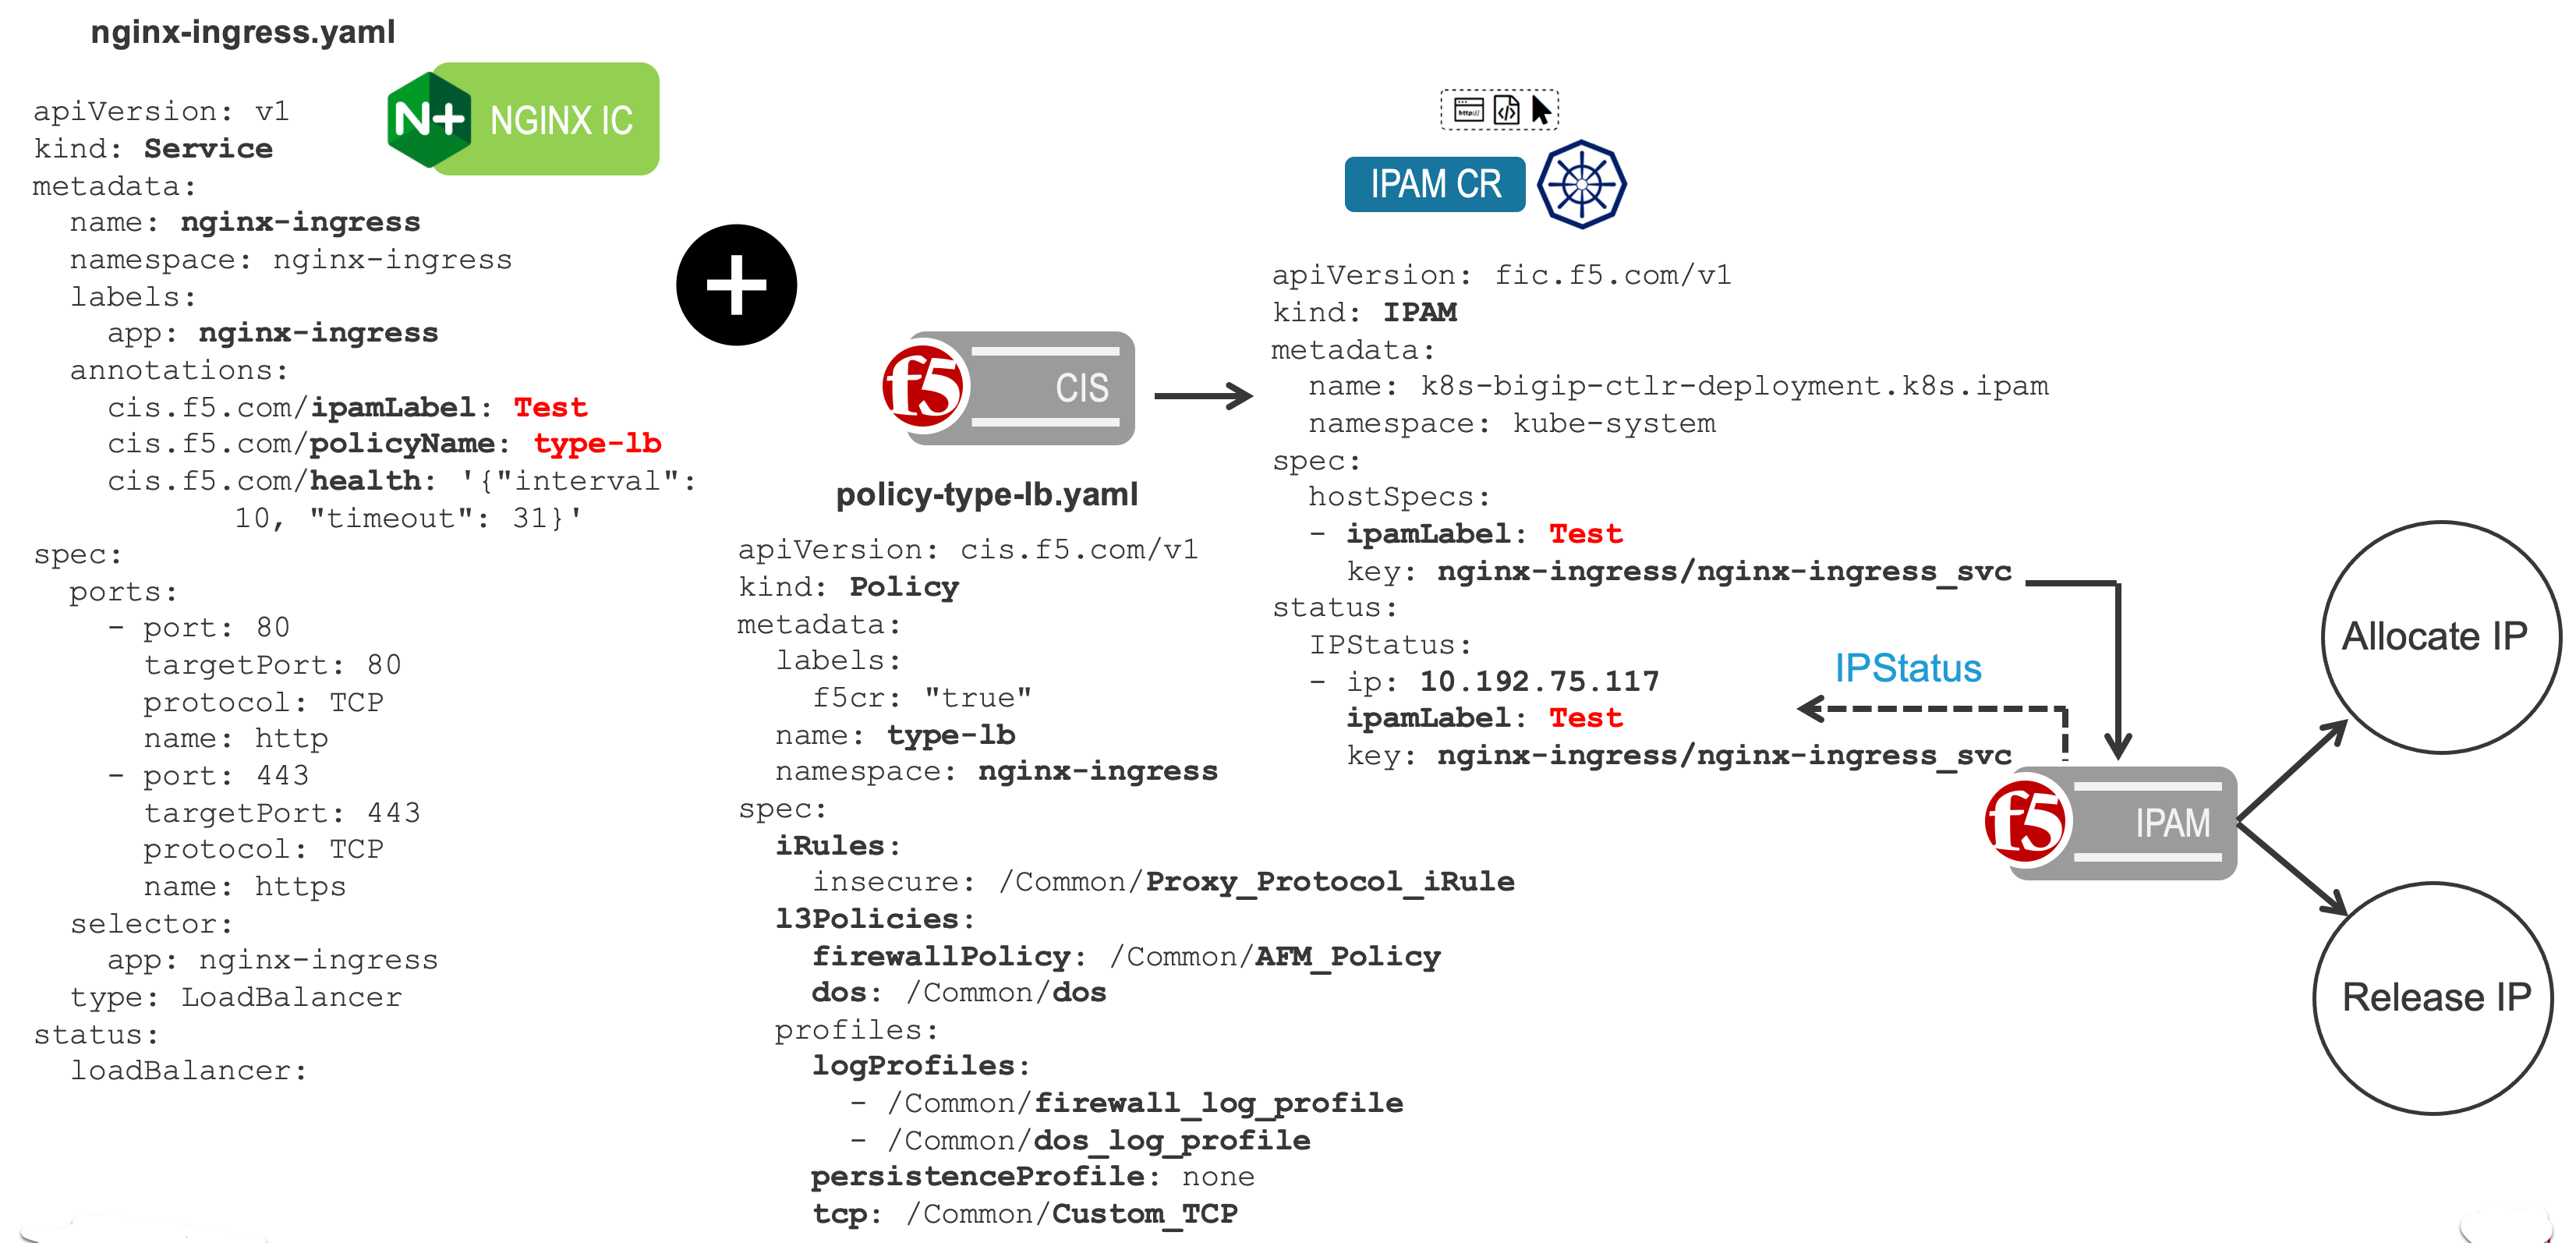 nginx-ingress.yaml
N+ NGINX IC
apiVersion: v1
kind: Service
metadata:
  name: nginx-ingress
  namespace: nginx-ingress
  labels:
    app: nginx-ingress
  annotations:
    cis.f5.com/ipamLabel: Test
    cis.f5.com/policyName: type-lb
    cis.f5.com/health: '{"interval":
           10, "timeout": 31}'
spec:
  ports:
    - port: 80
      targetPort: 80
      protocol: TCP
      name: http
    - port: 443
      targetPort: 443
      protocol: TCP
      name: https
  selector:
    app: nginx-ingress
  type: LoadBalancer
status:
  loadBalancer:
f5 CIS
policy-type-lb.yaml
apiVersion: cis.f5.com/v1
kind: Policy
metadata:
  labels:
    f5cr: "true"
  name: type-lb
  namespace: nginx-ingress
spec:
  iRules:
    insecure: /Common/Proxy_Protocol_iRule
  l3Policies:
    firewallPolicy: /Common/AFM_Policy
    dos: /Common/dos
  profiles:
    logProfiles:
      - /Common/firewall_log_profile
      - /Common/dos_log_profile
    persistenceProfile: none
    tcp: /Common/Custom_TCP
http:// </>
IPAM CR
apiVersion: fic.f5.com/v1
kind: IPAM
metadata:
  name: k8s-bigip-ctlr-deployment.k8s.ipam
  namespace: kube-system
spec:
  hostSpecs:
  - ipamLabel: Test
    key: nginx-ingress/nginx-ingress_svc
status:
  IPStatus:
  - ip: 10.192.75.117
    ipamLabel: Test
    key: nginx-ingress/nginx-ingress_svc
IPStatus
f5 IPAM
Allocate IP
Release IP